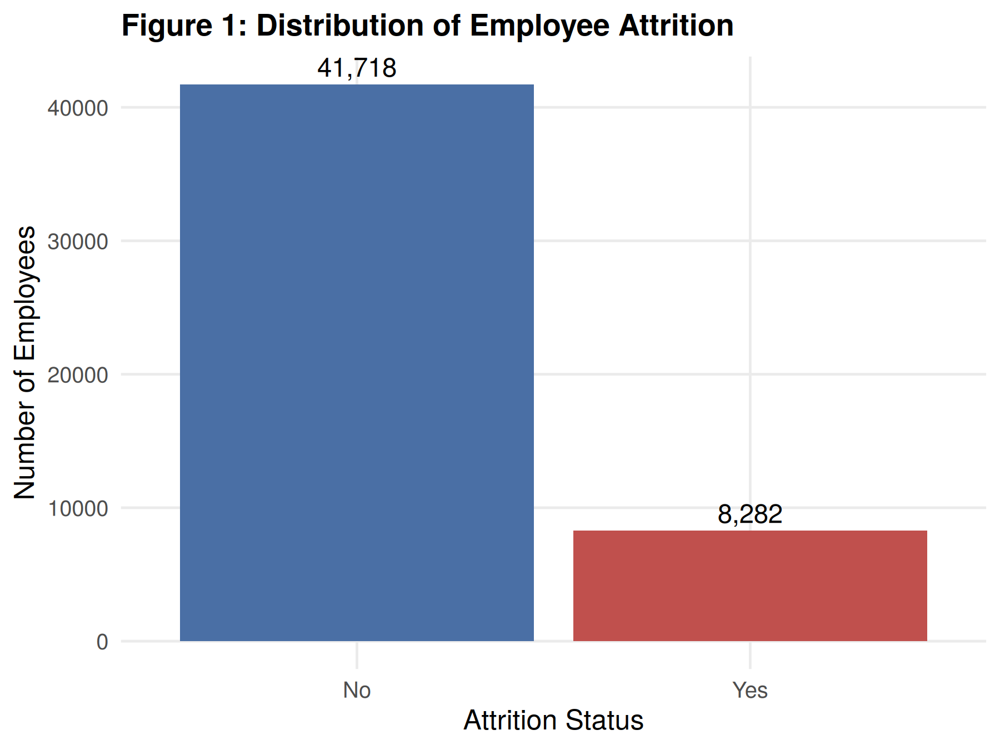 Figure 1: Distribution of Employee Attrition
41,718
40000
30000
20000
10000
0
8,282
Number of Employees
No
Yes
Attrition Status